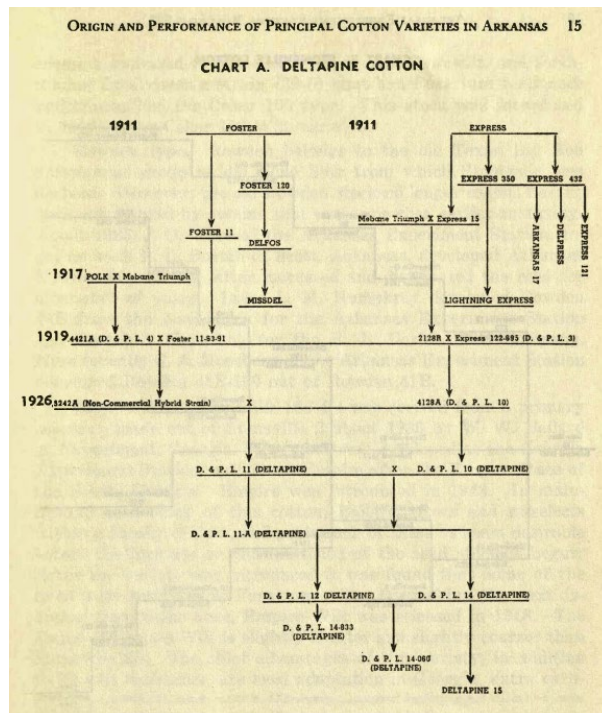 ORIGIN AND PERFORMANCE OF PRINCIPAL COTTON VARIETIES IN ARKANSAS 15
CHART A. DELTAPINE COTTON
1911 FOSTER 1911 EXPRESS
EXPRESS 350 EXPRESS 432
FOSTER 120
Mebane Triumph X Express 15
FOSTER 11
DELFOS
ARKANSAS 17
DELPRESS
EXPRESS 121
1917 POLK X Mebane Triumph
MISSDEL LIGHTNING EXPRESS
1919 4421A (D. & P. L. 4) X Foster 11-53-91 2128R X Express 122-685 (D. & P. L. 3)
1926 3242A (Non-Commercial Hybrid Strain) X 4128A (D. & P. L. 10)
D. & P. L. 11 (DELTAPINE) X D. & P. L. 10 (DELTAPINE)
D. & P. L. 11-A (DELTAPINE)
D. & P. L. 12 (DELTAPINE) D. & P. L. 14 (DELTAPINE)
D. & P. L. 14-833
(DELTAPINE)
D. & P. L. 14-060
(DELTAPINE)
DELTAPINE 15